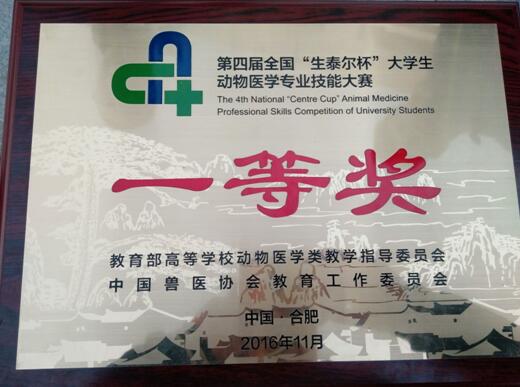 第四届全国“生泰尔杯”大学生
动物医学专业技能大赛
The 4th National "Centre Cup" Animal Medicine
Professional Skills Competition of University Students
一等奖
教育部高等学校动物医学类教学指导委员会
中国兽医协会教育工作委员会
中国·合肥
2016年11月